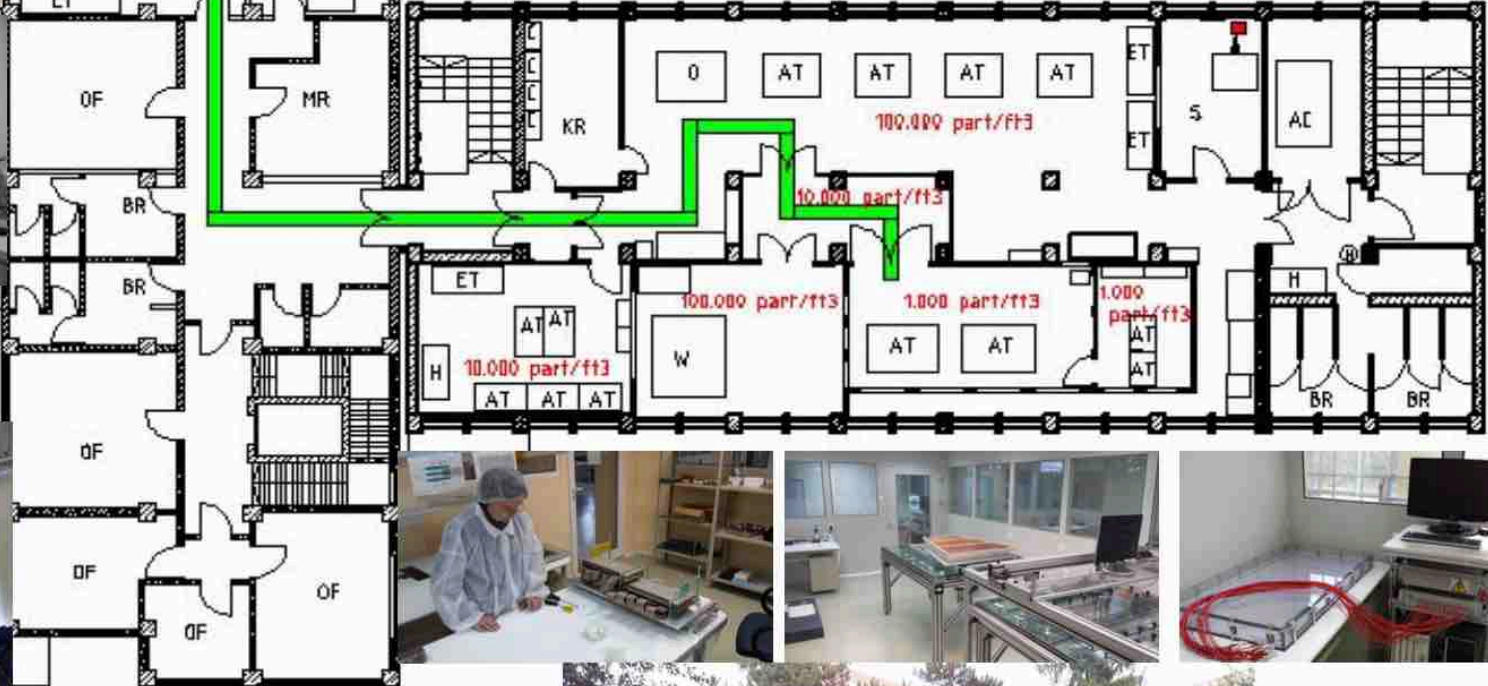 ET
OF
MR
KR
O
AT
AT
AT
AT
ET
ET
S
100.000 part/ft3
BR
10.000 part/ft3
BR
ET
100.000 part/ft3
1.000 part/ft3
1.000
part/ft3
H
H
AT
AT
H
10.000 part/ft3
W
AT
AT
AT
AT
AT
AT
AT
BR
BR
OF
OF
OF
OF